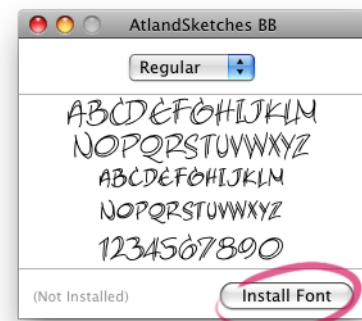 AtlandSketches BB
Regular
ABCDEFGHIJKLM
NOPQRSTUVWXYZ
ABCDEFGHIJKLM
NOPQRSTUVWXYZ
1234567890
(Not Installed)
Install Font